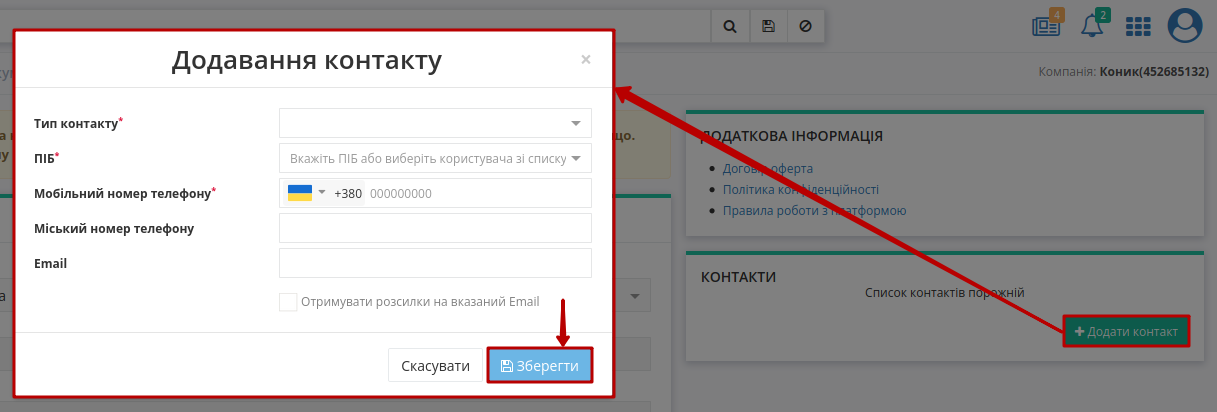 4
2
Компанія: Коник(452685132)
Додавання контакту
×
Тип контакту*
ПІБ*
Вкажіть ПІБ або виберіть користувача зі списку
Мобільний номер телефону*
+380 000000000
Міський номер телефону
Email
Отримувати розсилки на вказаний Email
Скасувати
Зберегти
ДОДАТКОВА ІНФОРМАЦІЯ
Договір оферта
Політика конфіденційності
Правила роботи з платформою
КОНТАКТИ
Список контактів порожній
+ Додати контакт